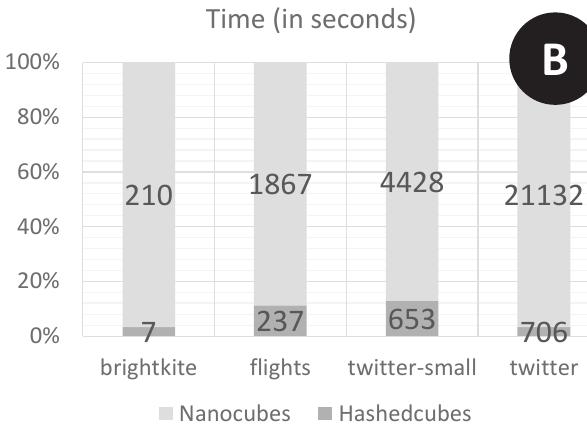 Time (in seconds)
B
100%
80%
60%
40%
20%
0%
210
1867
4428
21132
7
237
653
706
brightkite
flights
twitter-small
twitter
Nanocubes
Hashedcubes